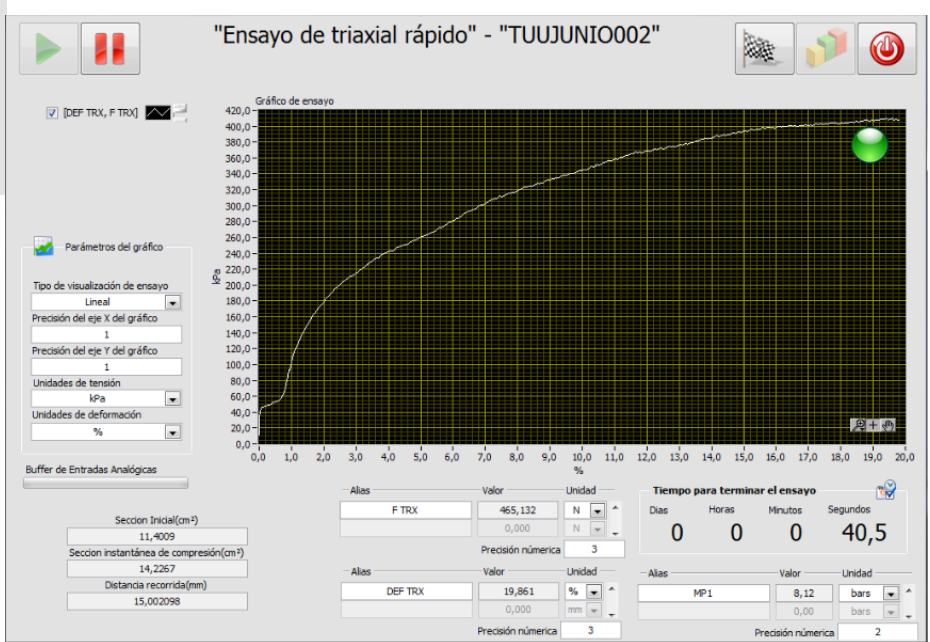 "Ensayo de triaxial rápido" - "TUUJUNIO002"
[DEF TRX, F TRX]
Gráfico de ensayo
420,0
400,0
380,0
360,0
340,0
320,0
300,0
280,0
260,0
240,0
220,0
200,0
180,0
160,0
140,0
120,0
100,0
80,0
60,0
40,0
20,0
0,0
kPa
0,0 1,0 2,0 3,0 4,0 5,0 6,0 7,0 8,0 9,0 10,0 11,0 12,0 13,0 14,0 15,0 16,0 17,0 18,0 19,0 20,0
%
Parámetros del gráfico
Tipo de visualización de ensayo
Lineal
Precisión del eje X del gráfico
1
Precisión del eje Y del gráfico
1
Unidades de tensión
kPa
Unidades de deformación
%
Buffer de Entradas Analógicas
Seccion Inicial(cm²)
11,4009
Seccion instantánea de compresión(cm²)
14,2267
Distancia recorrida(mm)
15,002098
Alias Valor Unidad
F TRX 465,132 N
0,000 N
Precisión númerica 3
Alias Valor Unidad
DEF TRX 19,861 %
0,000 mm
Precisión númerica 3
Tiempo para terminar el ensayo
Dias Horas Minutos Segundos
0 0 0 40,5
Alias Valor Unidad
MP1 8,12 bars
0,00 bars
Precisión númerica 2